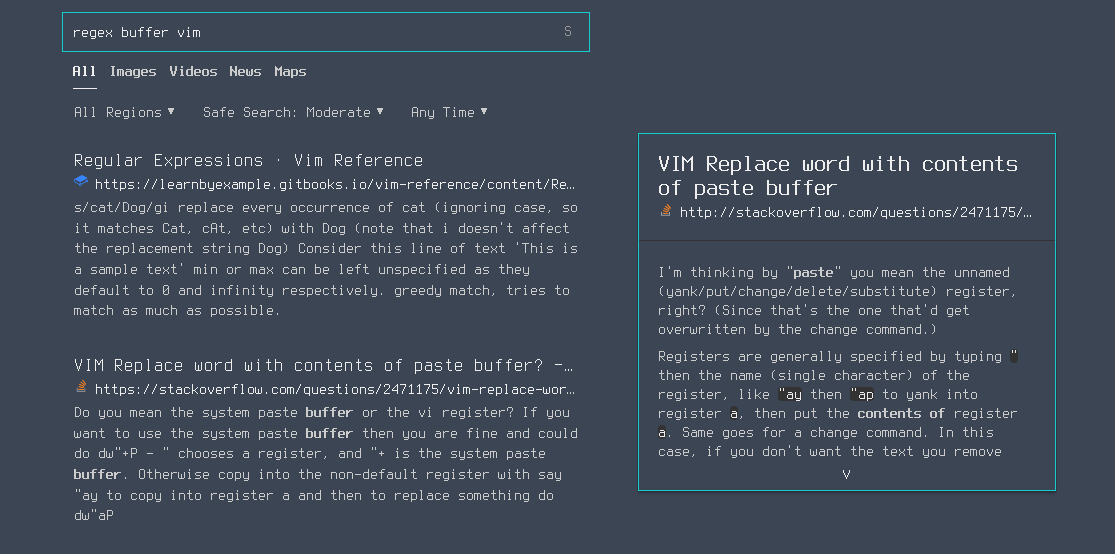 regex buffer vim
S
All Images Videos News Maps
All Regions ▼ Safe Search: Moderate ▼ Any Time ▼
Regular Expressions · Vim Reference
https://learnbyexample.gitbooks.io/vim-reference/content/Re…
s/cat/Dog/gi replace every occurrence of cat (ignoring case, so
it matches Cat, cAt, etc) with Dog (note that i doesn't affect
the replacement string Dog) Consider this line of text 'This is
a sample text' min or max can be left unspecified as they
default to 0 and infinity respectively. greedy match, tries to
match as much as possible.
VIM Replace word with contents of paste buffer? -…
https://stackoverflow.com/questions/2471175/vim-replace-wor…
Do you mean the system paste buffer or the vi register? If you
want to use the system paste buffer then you are fine and could
do dw"+P - " chooses a register, and "+ is the system paste
buffer. Otherwise copy into the non-default register with say
"ay to copy into register a and then to replace something do
dw"aP
VIM Replace word with contents
of paste buffer
http://stackoverflow.com/questions/2471175/…
I'm thinking by "paste" you mean the unnamed
(yank/put/change/delete/substitute) register,
right? (Since that's the one that'd get
overwritten by the change command.)
Registers are generally specified by typing "
then the name (single character) of the
register, like "ay then "ap to yank into
register a, then put the contents of register
a. Same goes for a change command. In this
case, if you don't want the text you remove
V